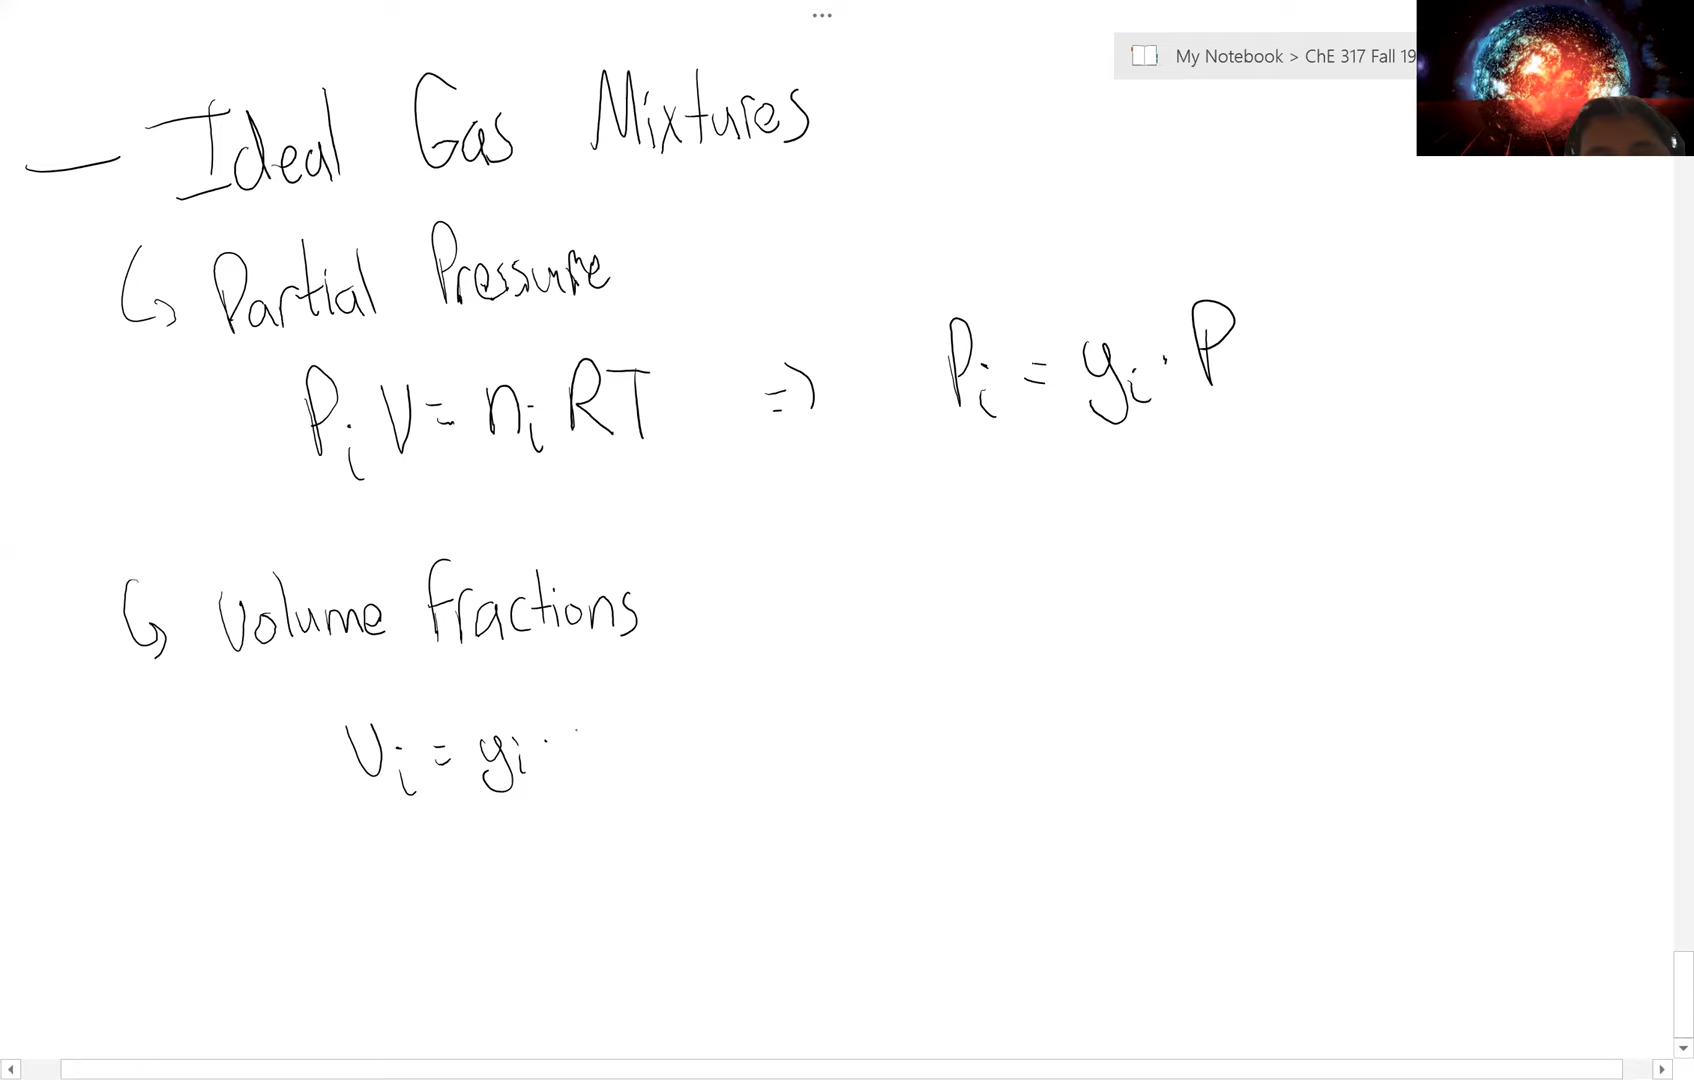 My Notebook > ChE 317 Fall 19
— Ideal Gas Mixtures
↳ Partial Pressure
PᵢV = nᵢRT ⇒ Pᵢ = yᵢ · P
↳ Volume Fractions
Vᵢ = yᵢ ·